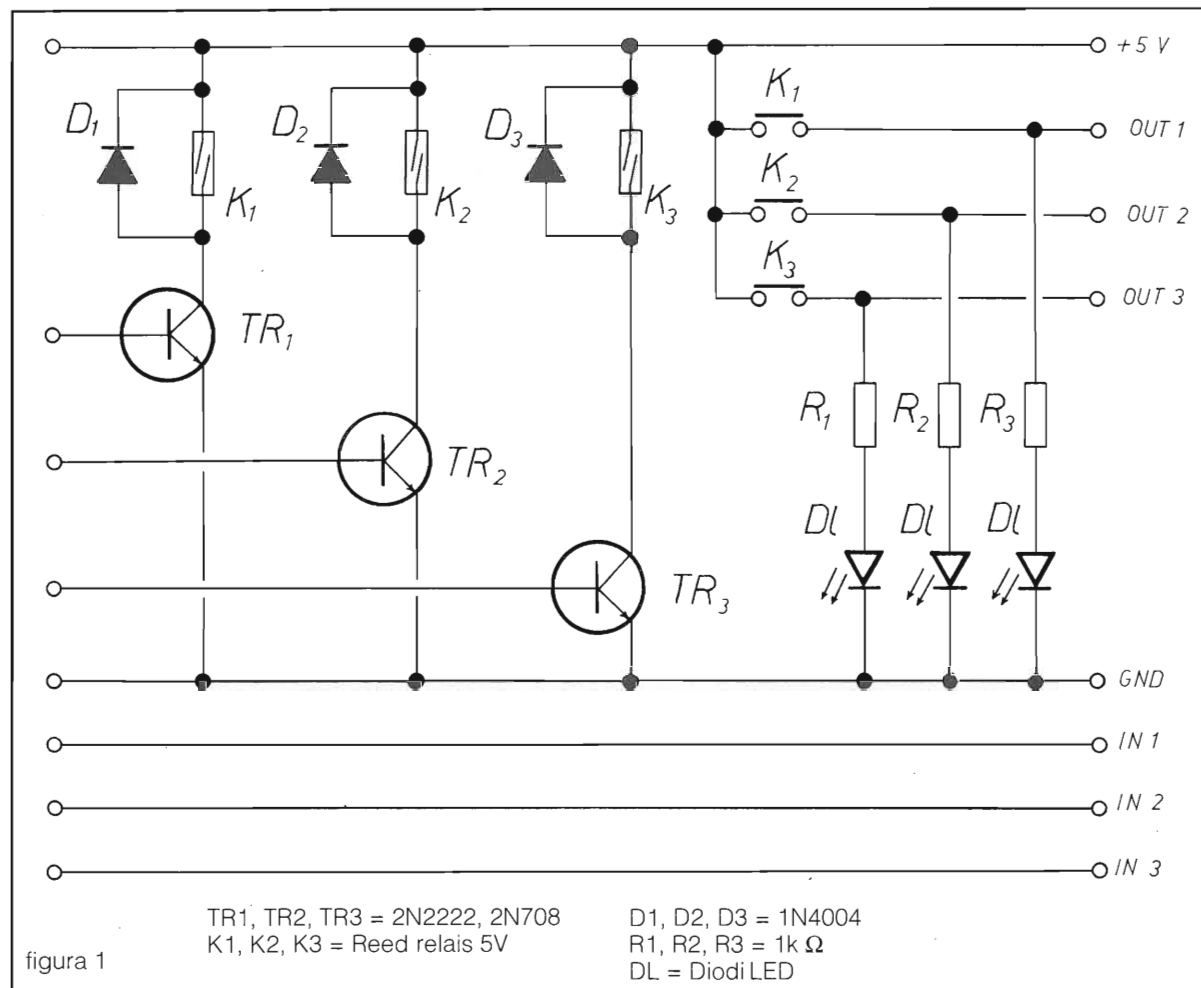 +5 V
K1
D1 D2 D3 OUT 1
K1 K2 K3 K2
OUT 2
K3
OUT 3
TR1
R1 R2 R3
TR2
Dl Dl Dl
TR3
GND
IN 1
IN 2
IN 3
TR1, TR2, TR3 = 2N2222, 2N708 D1, D2, D3 = 1N4004
K1, K2, K3 = Reed relais 5V R1, R2, R3 = 1k Ω
figura 1 DL = Diodi LED